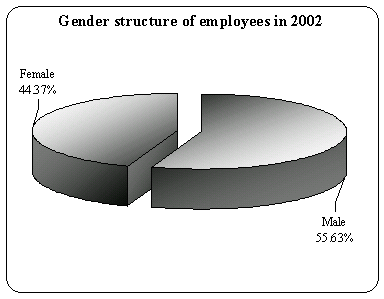 Gender structure of employees in 2002
Female
44.37%
Male
55.63%